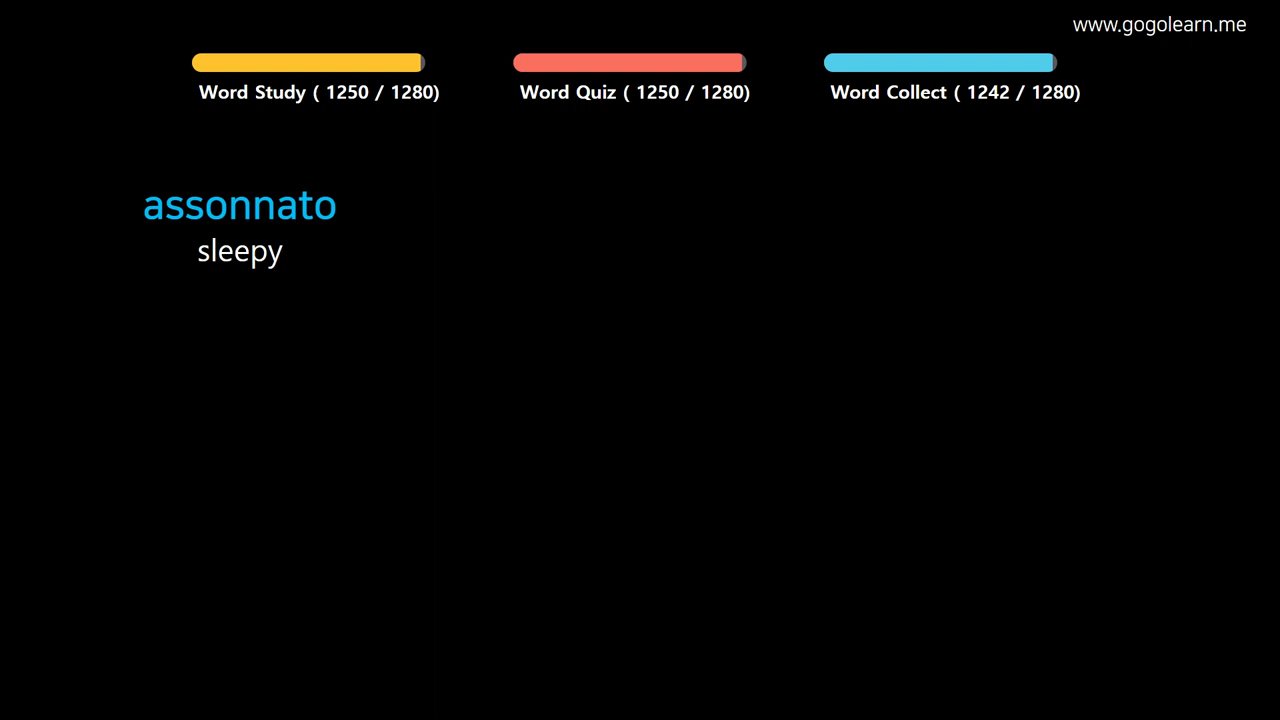 www.gogolearn.me
Word Study ( 1250 / 1280)
Word Quiz ( 1250 / 1280)
Word Collect ( 1242 / 1280)
assonnato
sleepy